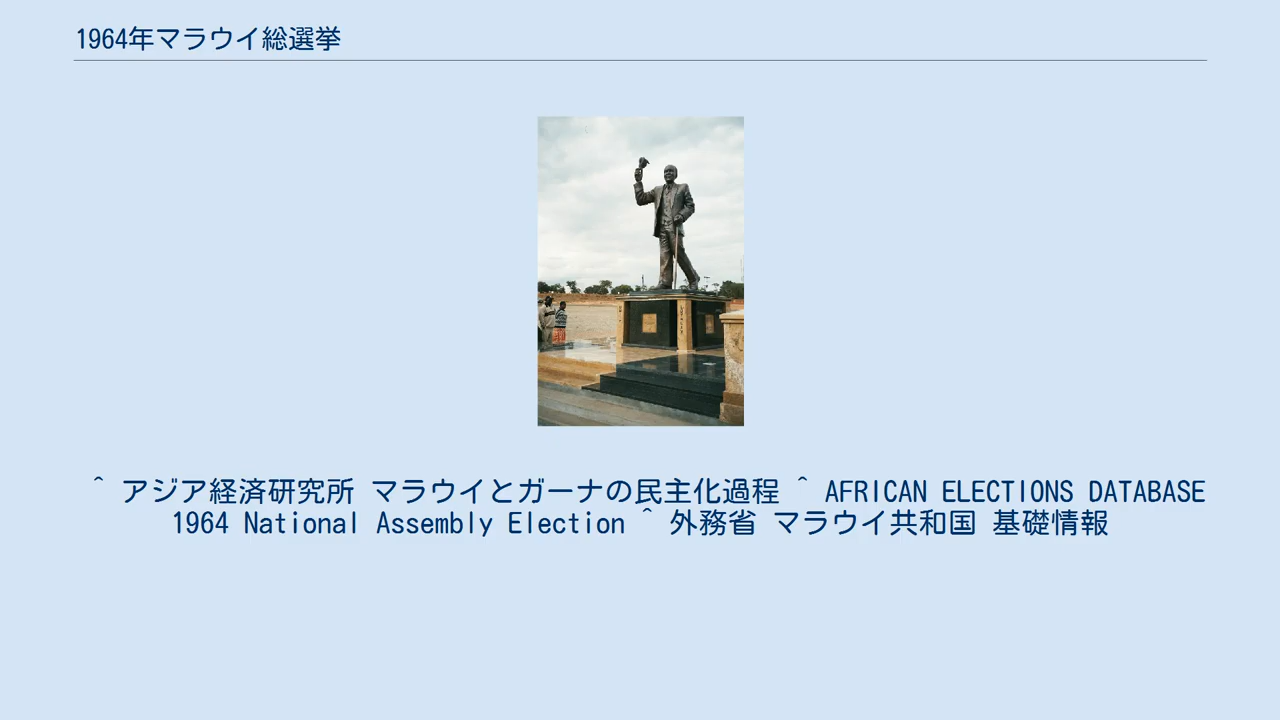 1964年マラウイ総選挙
^ アジア経済研究所 マラウイとガーナの民主化過程 ^ AFRICAN ELECTIONS DATABASE
1964 National Assembly Election ^ 外務省 マラウイ共和国 基礎情報